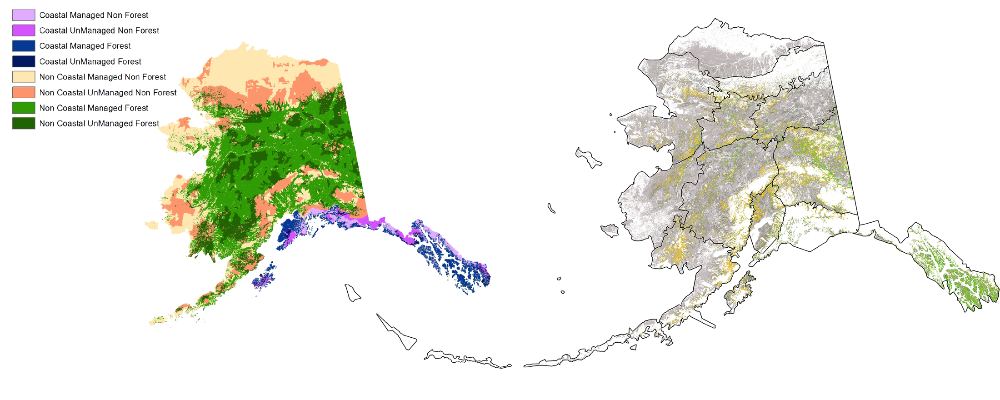 Coastal Managed Non Forest
Coastal UnManaged Non Forest
Coastal Managed Forest
Coastal UnManaged Forest
Non Coastal Managed Non Forest
Non Coastal UnManaged Non Forest
Non Coastal Managed Forest
Non Coastal UnManaged Forest